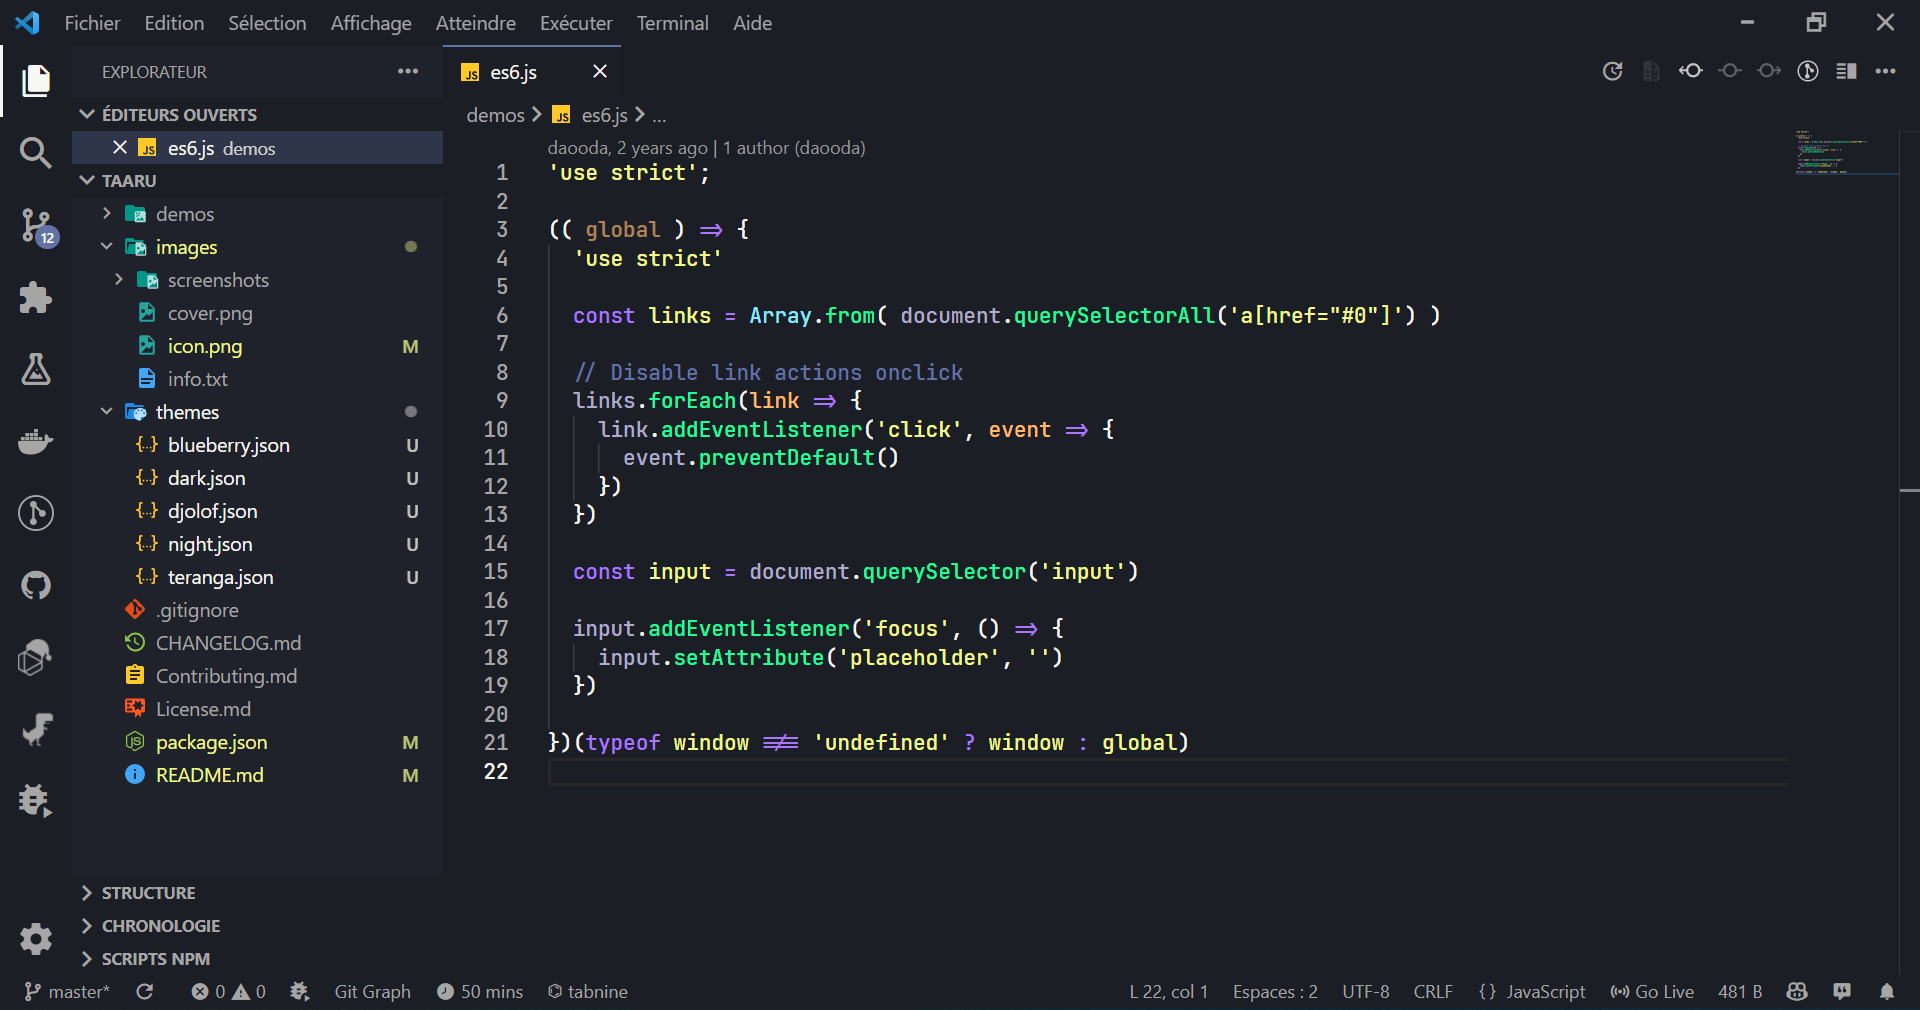 Fichier Edition Sélection Affichage Atteindre Exécuter Terminal Aide
EXPLORATEUR
ÉDITEURS OUVERTS
JS es6.js demos
TAARU
demos
images
screenshots
cover.png
icon.png M
info.txt
themes
{..} blueberry.json U
{..} dark.json U
{..} djolof.json U
{..} night.json U
{..} teranga.json U
.gitignore
CHANGELOG.md
Contributing.md
License.md
package.json M
README.md M
STRUCTURE
CHRONOLOGIE
SCRIPTS NPM
12
JS es6.js
demos > JS es6.js > ...
daooda, 2 years ago | 1 author (daooda)
1 'use strict';
2
3 (( global ) => {
4 'use strict'
5
6 const links = Array.from( document.querySelectorAll('a[href="#0"]') )
7
8 // Disable link actions onclick
9 links.forEach(link => {
10 link.addEventListener('click', event => {
11 event.preventDefault()
12 })
13 })
14
15 const input = document.querySelector('input')
16
17 input.addEventListener('focus', () => {
18 input.setAttribute('placeholder', '')
19 })
20
21 })(typeof window !== 'undefined' ? window : global)
22
master* 0 0 Git Graph 50 mins tabnine L 22, col 1 Espaces : 2 UTF-8 CRLF {} JavaScript Go Live 481 B